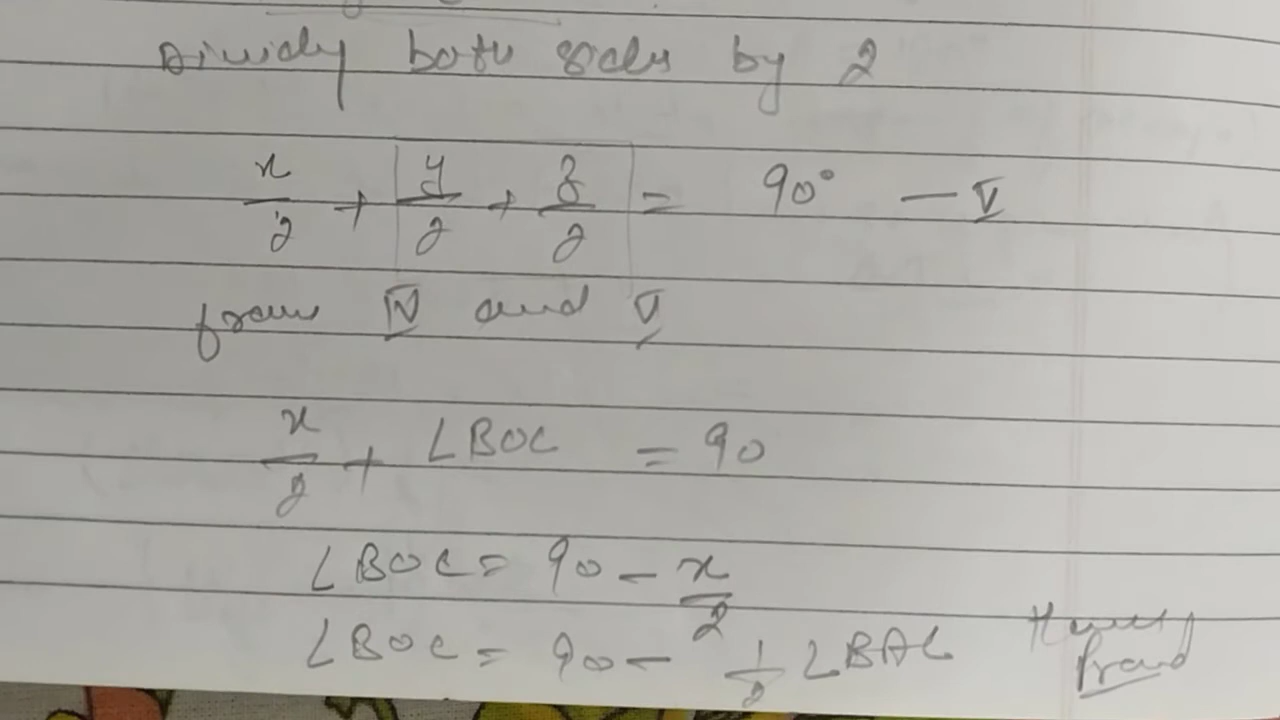 Dividy both sides by 2
x/2 + y/2 + z/2 = 90° — V
from IV and V
x/2 + ∠BOC = 90
∠BOC = 90 - x/2
∠BOC = 90 - 1/2 ∠BAC Hence
Proved